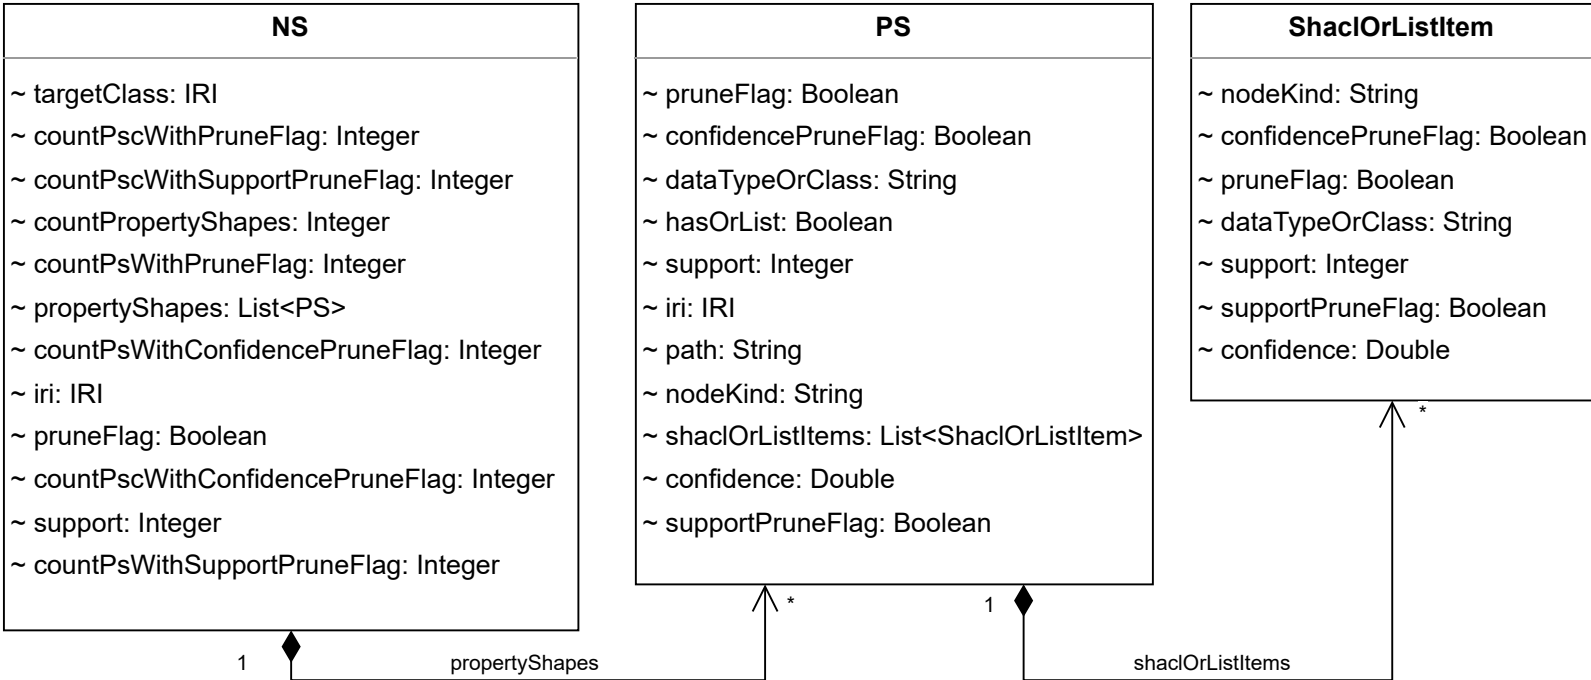 NS
~ targetClass: IRI
~ countPscWithPruneFlag: Integer
~ countPscWithSupportPruneFlag: Integer
~ countPropertyShapes: Integer
~ countPsWithPruneFlag: Integer
~ propertyShapes: List<PS>
~ countPsWithConfidencePruneFlag: Integer
~ iri: IRI
~ pruneFlag: Boolean
~ countPscWithConfidencePruneFlag: Integer
~ support: Integer
~ countPsWithSupportPruneFlag: Integer
PS
~ pruneFlag: Boolean
~ confidencePruneFlag: Boolean
~ dataTypeOrClass: String
~ hasOrList: Boolean
~ support: Integer
~ iri: IRI
~ path: String
~ nodeKind: String
~ shaclOrListItems: List<ShaclOrListItem>
~ confidence: Double
~ supportPruneFlag: Boolean
ShaclOrListItem
~ nodeKind: String
~ confidencePruneFlag: Boolean
~ pruneFlag: Boolean
~ dataTypeOrClass: String
~ support: Integer
~ supportPruneFlag: Boolean
~ confidence: Double
1
propertyShapes
*
1
shaclOrListItems
*